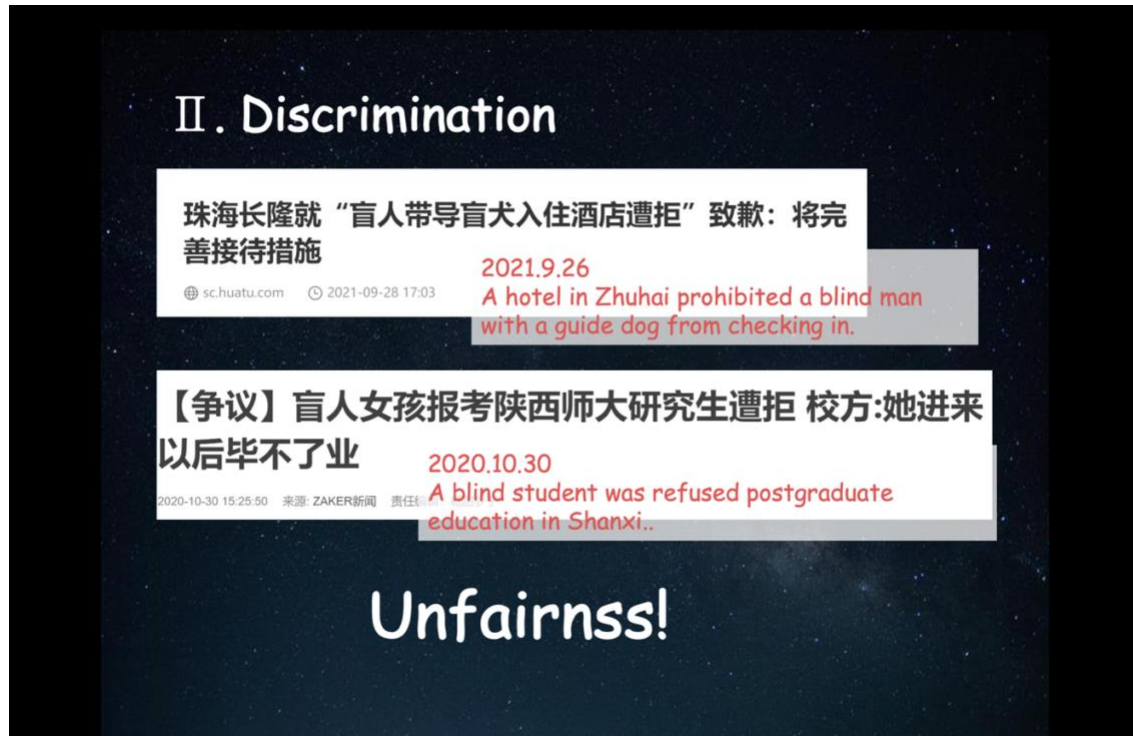 Ⅱ. Discrimination
珠海长隆就“盲人带导盲犬入住酒店遭拒”致歉：将完
善接待措施
sc.huatu.com 2021-09-28 17:03
2021.9.26
A hotel in Zhuhai prohibited a blind man
with a guide dog from checking in.
【争议】盲人女孩报考陕西师大研究生遭拒 校方:她进来
以后毕不了业
2020-10-30 15:25:50 来源: ZAKER新闻 责任
2020.10.30
A blind student was refused postgraduate
education in Shanxi..
Unfairnss!